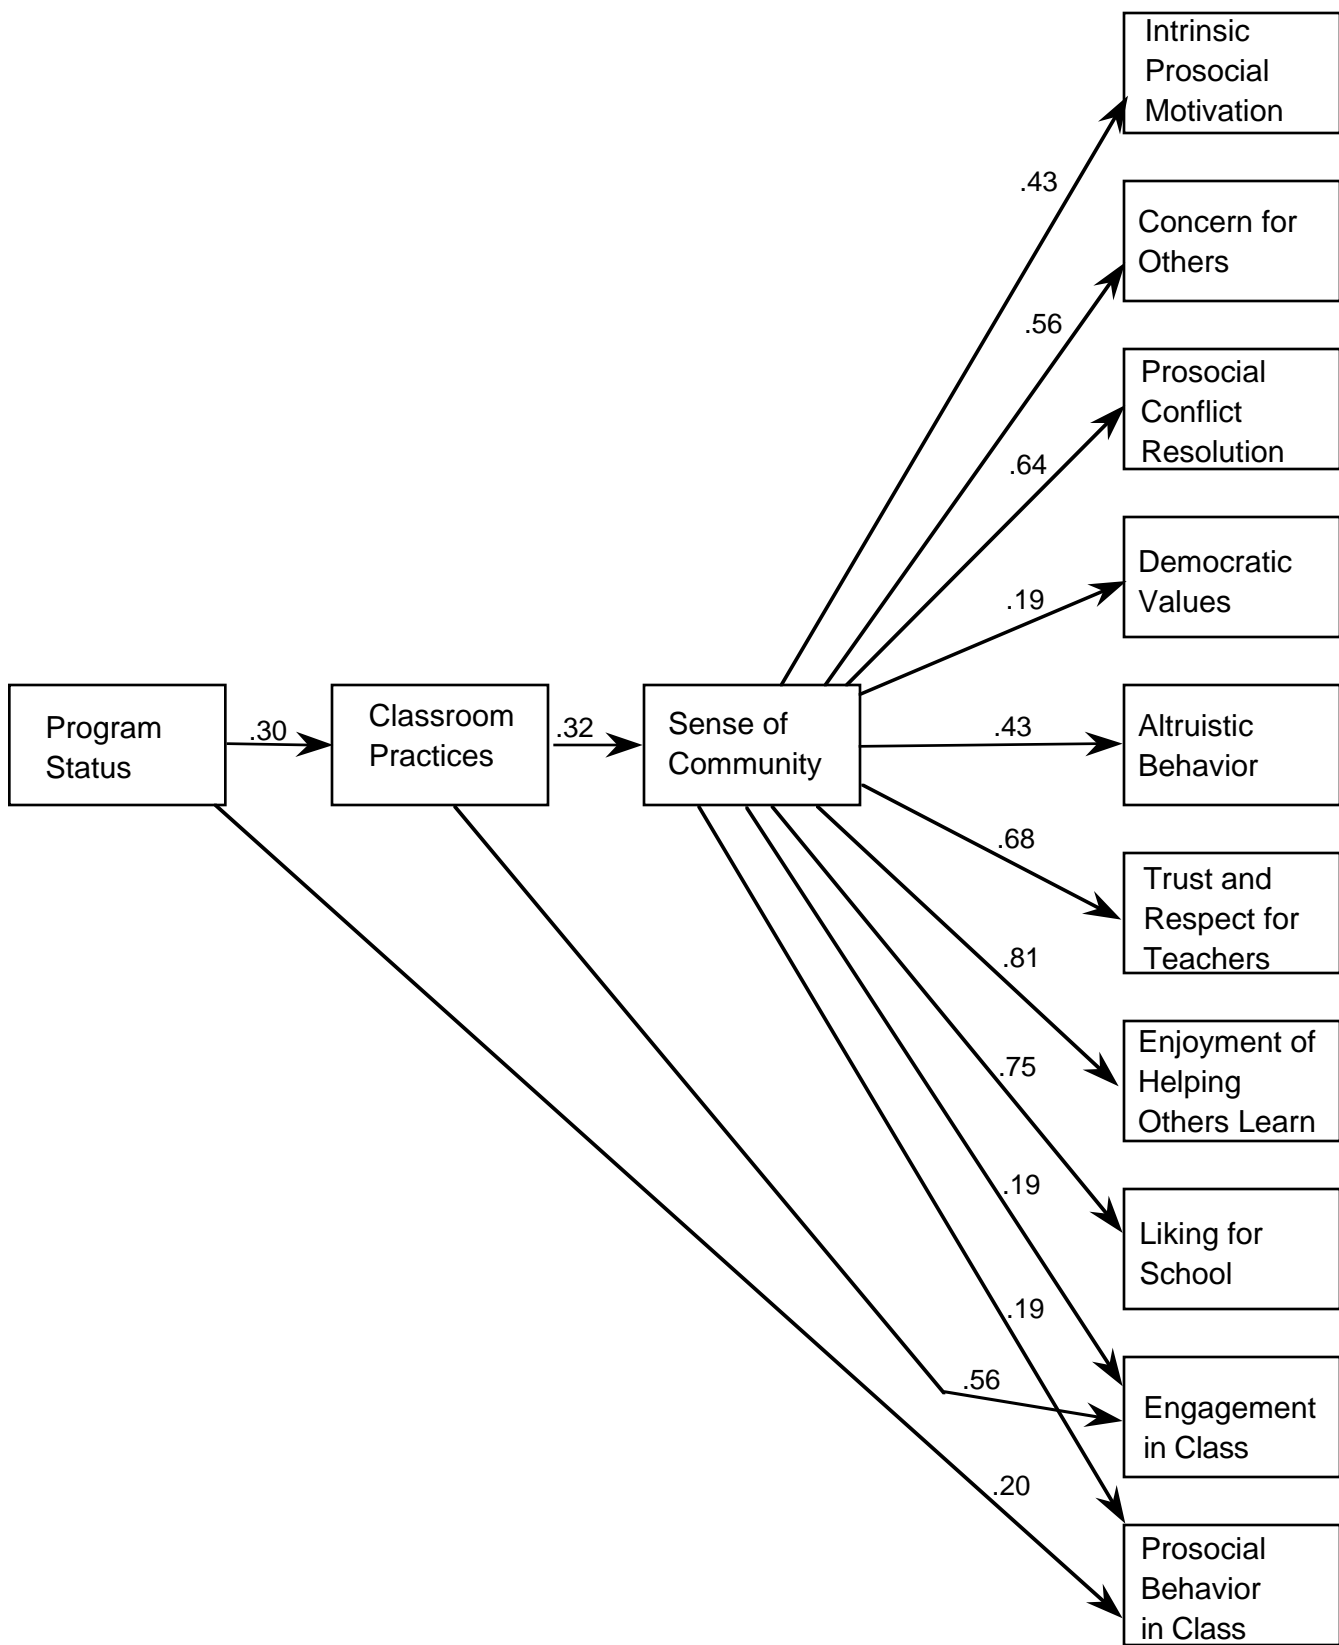 Intrinsic
Prosocial
Motivation
.43
Concern for
Others
.56
Prosocial
Conflict
Resolution
.64
Democratic
Values
.19
Program
Status
.30
Classroom
Practices
.32
Sense of
Community
.43
Altruistic
Behavior
.68
Trust and
Respect for
Teachers
.81
Enjoyment of
Helping
Others Learn
.75
.19
Liking for
School
.19
.56
Engagement
in Class
.20
Prosocial
Behavior
in Class